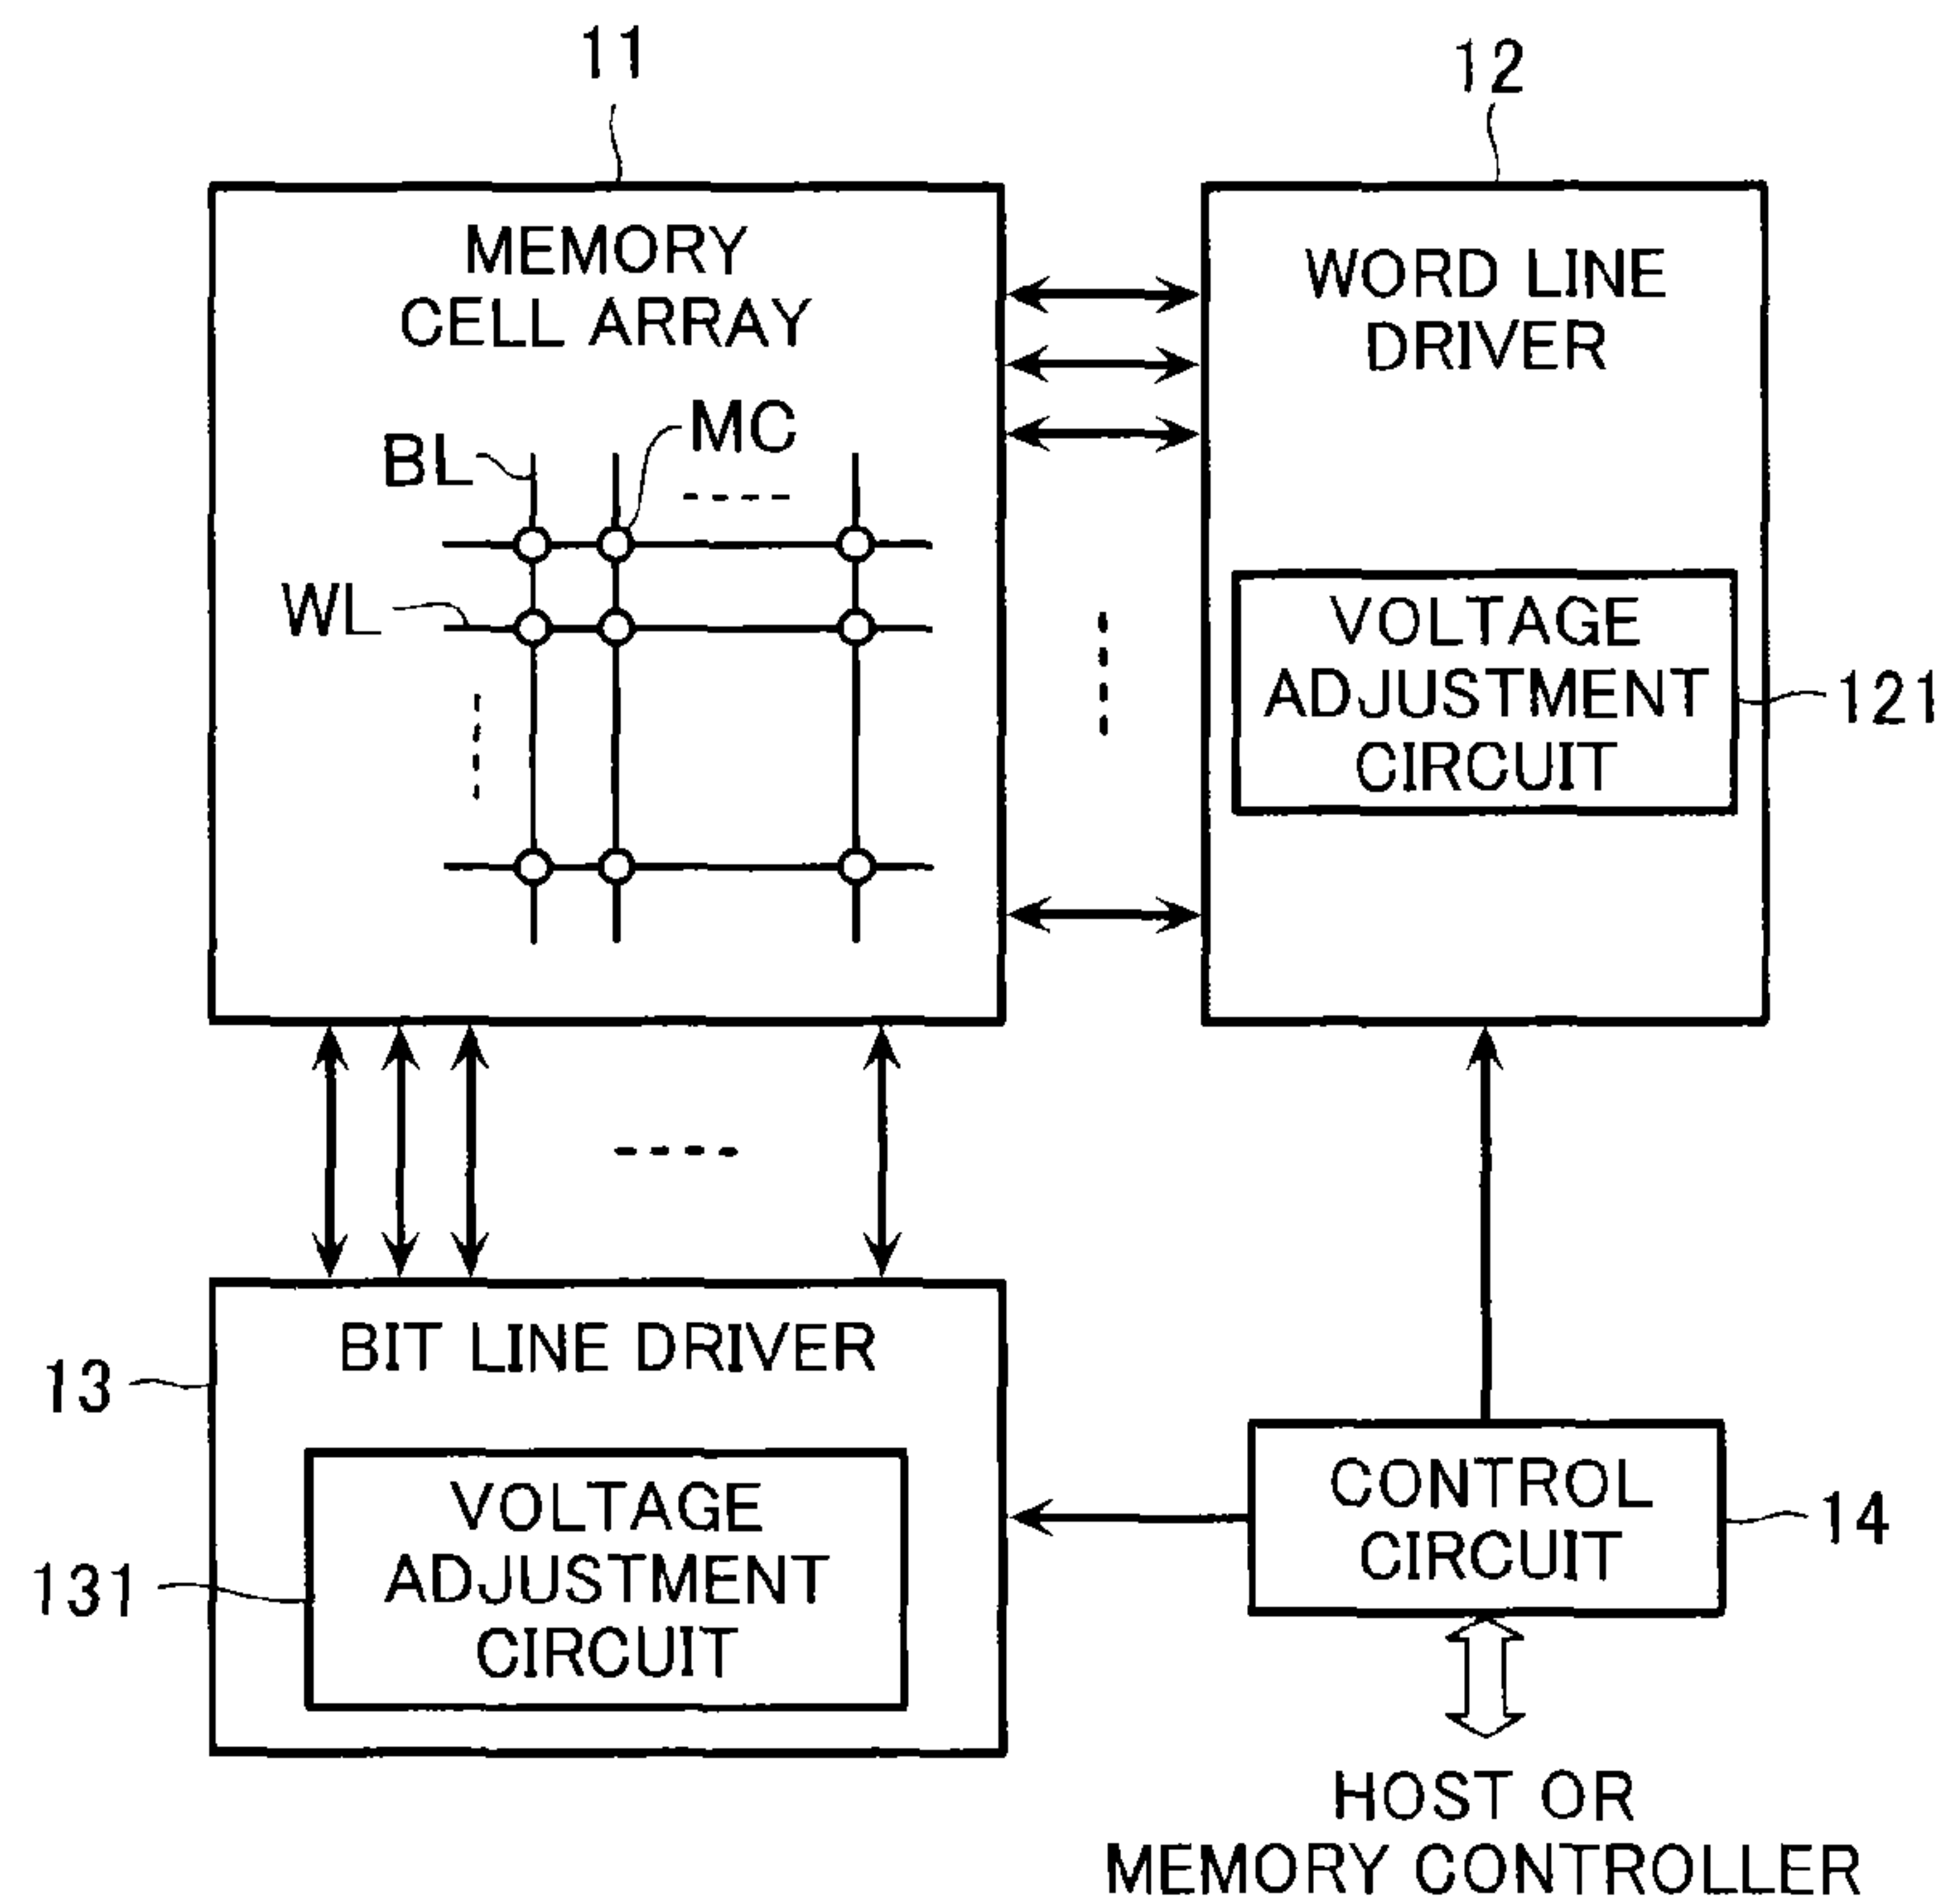 11
12
MEMORY
CELL ARRAY
WORD LINE
DRIVER
MC
BL
WL
VOLTAGE
ADJUSTMENT
CIRCUIT
121
BIT LINE DRIVER
13
VOLTAGE
ADJUSTMENT
CIRCUIT
131
CONTROL
CIRCUIT
14
HOST OR
MEMORY CONTROLLER